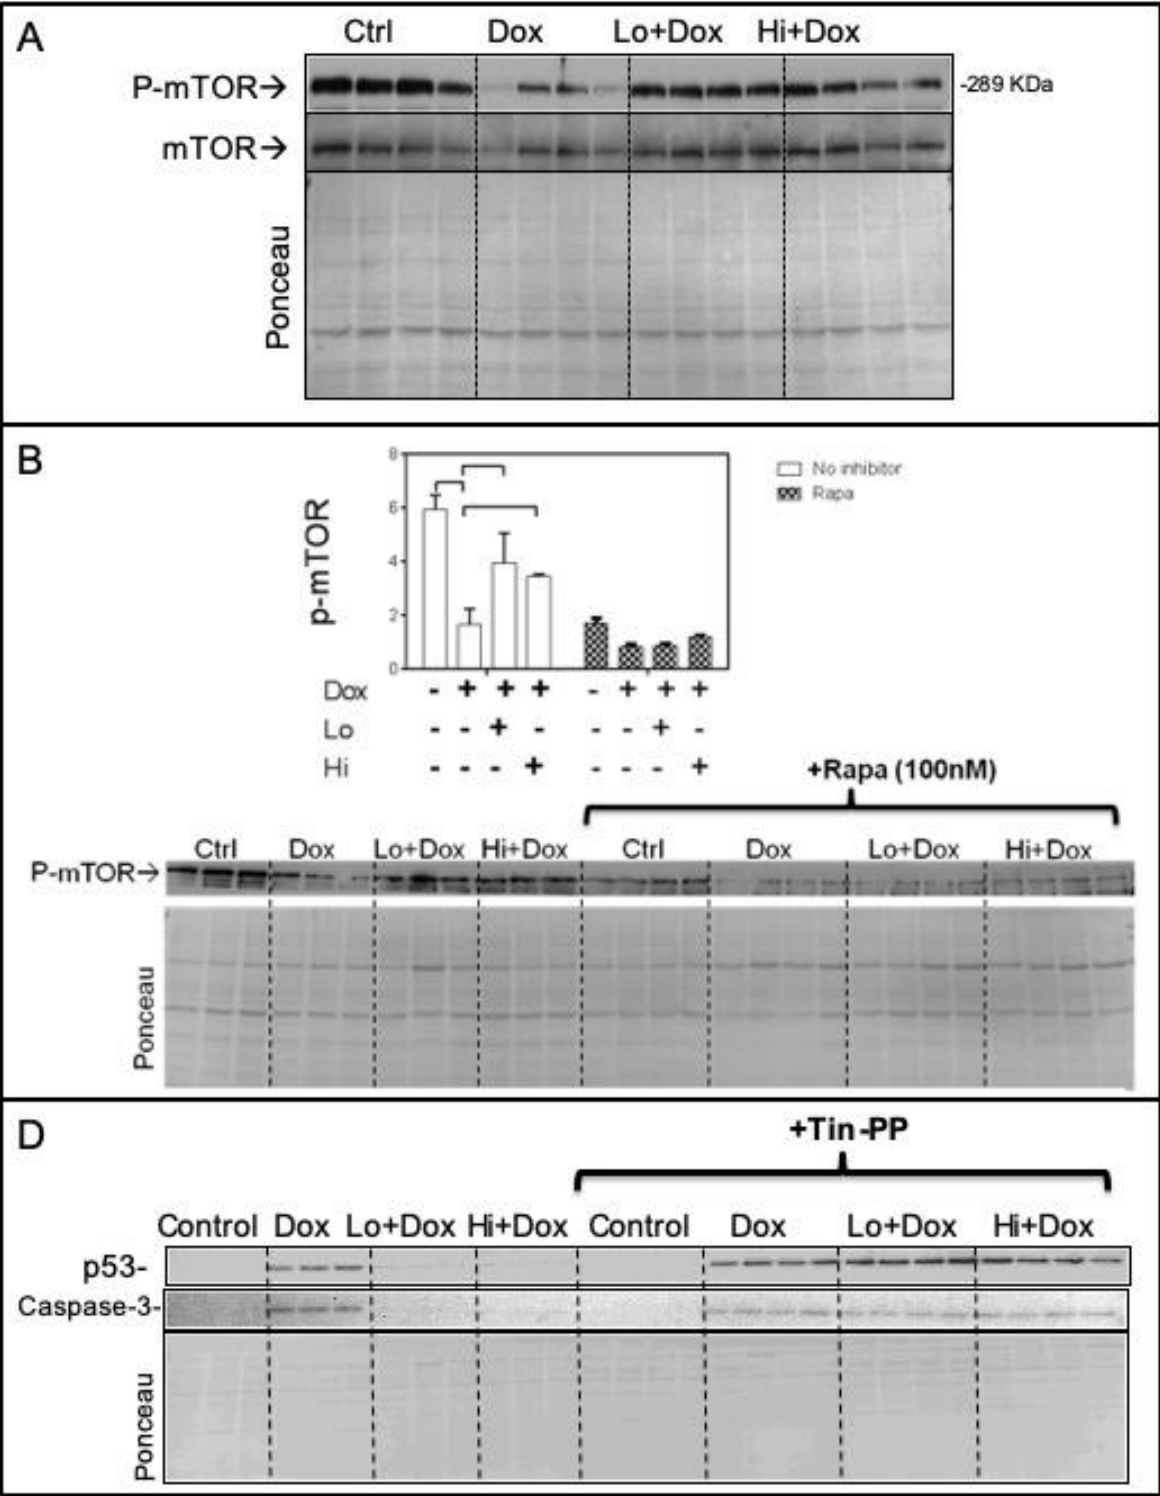 A
Ctrl Dox Lo+Dox Hi+Dox
P-mTOR→ -289 KDa
mTOR→
Ponceau
B
8
6
4
2
0
p-mTOR
No inhibitor
Rapa
Dox - + + + - + + +
Lo - - + - - - + -
Hi - - - + - - - +
+Rapa (100nM)
Ctrl Dox Lo+Dox Hi+Dox Ctrl Dox Lo+Dox Hi+Dox
P-mTOR→
Ponceau
D
+Tin-PP
Control Dox Lo+Dox Hi+Dox Control Dox Lo+Dox Hi+Dox
p53-
Caspase-3-
Ponceau